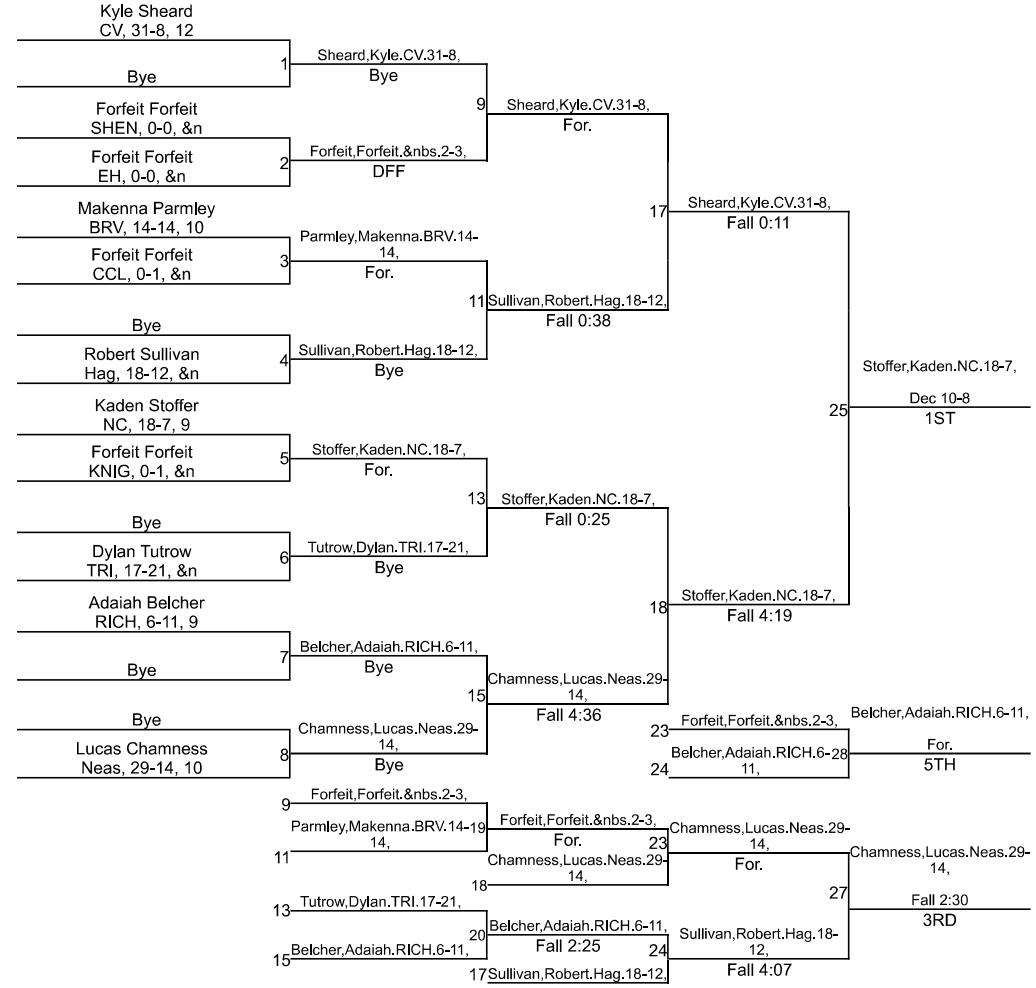 Kyle Sheard
CV, 31-8, 12
1
Sheard,Kyle.CV.31-8,
Bye
Bye
9
Sheard,Kyle.CV.31-8,
For.
Forfeit Forfeit
SHEN, 0-0, &n
2
Forfeit,Forfeit.&nbs.2-3,
DFF
Forfeit Forfeit
EH, 0-0, &n
17
Sheard,Kyle.CV.31-8,
Fall 0:11
Makenna Parmley
BRV, 14-14, 10
3
Parmley,Makenna.BRV.14-
14,
For.
Forfeit Forfeit
CCL, 0-1, &n
11
Sullivan,Robert.Hag.18-12,
Fall 0:38
Bye
4
Sullivan,Robert.Hag.18-12,
Bye
Robert Sullivan
Hag, 18-12, &n
25
Stoffer,Kaden.NC.18-7,
Dec 10-8
1ST
Kaden Stoffer
NC, 18-7, 9
5
Stoffer,Kaden.NC.18-7,
For.
Forfeit Forfeit
KNIG, 0-1, &n
13
Stoffer,Kaden.NC.18-7,
Fall 0:25
Bye
6
Tutrow,Dylan.TRI.17-21,
Bye
Dylan Tutrow
TRI, 17-21, &n
18
Stoffer,Kaden.NC.18-7,
Fall 4:19
Adaiah Belcher
RICH, 6-11, 9
7
Belcher,Adaiah.RICH.6-11,
Bye
Bye
15
Chamness,Lucas.Neas.29-
14,
Fall 4:36
Bye
8
Chamness,Lucas.Neas.29-
14,
Bye
Lucas Chamness
Neas, 29-14, 10
23
Forfeit,Forfeit.&nbs.2-3,
24
Belcher,Adaiah.RICH.6-
11,
28
Belcher,Adaiah.RICH.6-11,
For.
5TH
9
Forfeit,Forfeit.&nbs.2-3,
11
Parmley,Makenna.BRV.14-
14,
19
Forfeit,Forfeit.&nbs.2-3,
For.
18
Chamness,Lucas.Neas.29-
14,
23
Chamness,Lucas.Neas.29-
14,
For.
27
Chamness,Lucas.Neas.29-
14,
Fall 2:30
3RD
13
Tutrow,Dylan.TRI.17-21,
15
Belcher,Adaiah.RICH.6-11,
20
Belcher,Adaiah.RICH.6-11,
Fall 2:25
17
Sullivan,Robert.Hag.18-12,
24
Sullivan,Robert.Hag.18-
12,
Fall 4:07